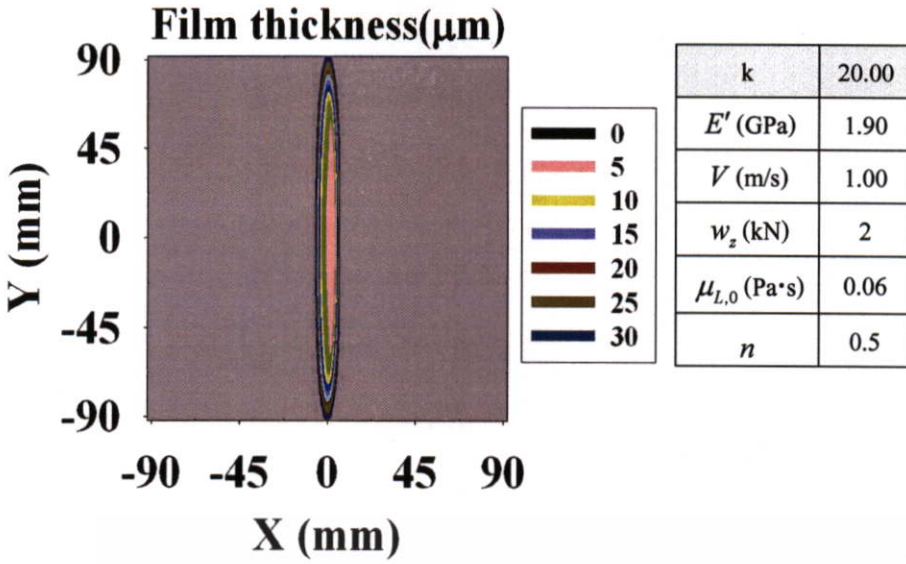 Film thickness(μm)
90
45
0
-45
-90
Y (mm)
-90 -45 0 45 90
X (mm)
0
5
10
15
20
25
30
k 20.00
E′ (GPa) 1.90
V (m/s) 1.00
w_z (kN) 2
μ_{L,0} (Pa•s) 0.06
n 0.5